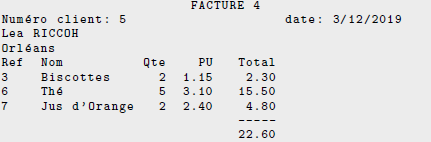 FACTURE 4
Numéro client: 5 date: 3/12/2019
Lea RICCOH
Orléans
Ref Nom Qte PU Total
3 Biscottes 2 1.15 2.30
6 Thé 5 3.10 15.50
7 Jus d'Orange 2 2.40 4.80
-----
22.60